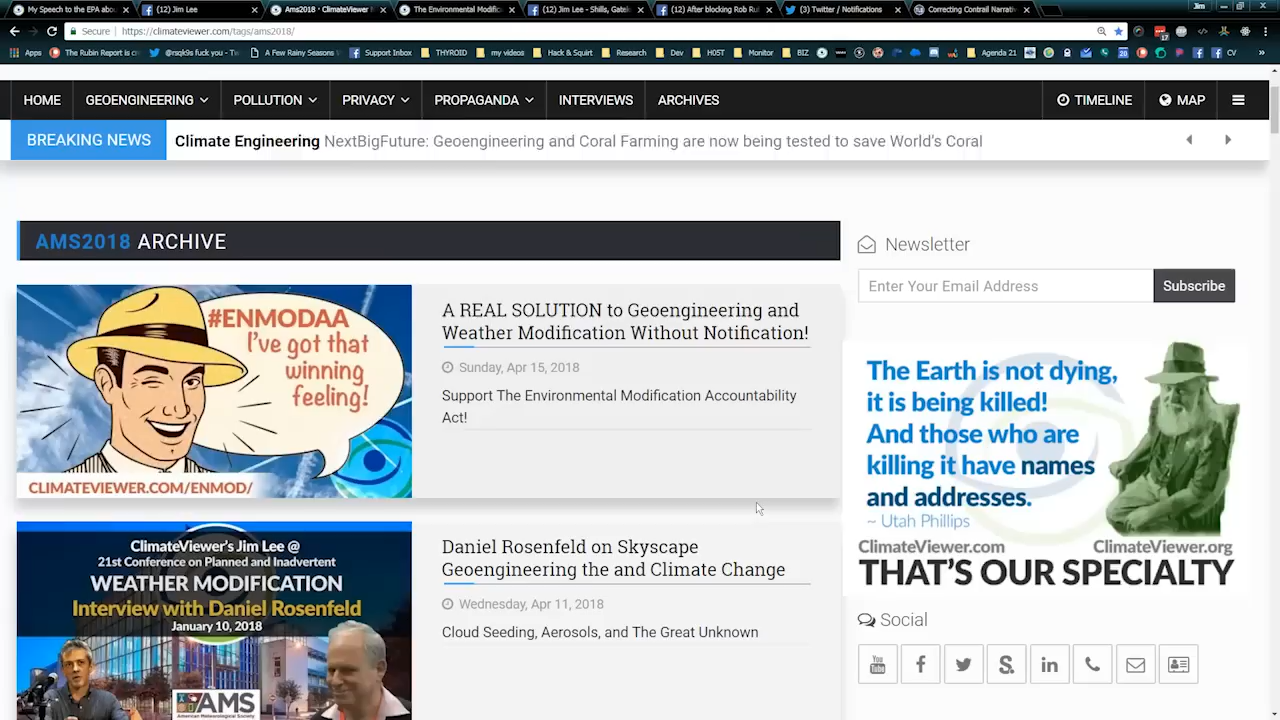 My Speech to the EPA abo
(12) Jim Lee
Ams2018 • ClimateViewer
The Environmental Modific
(12) Jim Lee - Shills, Gatek
(12) After blocking Rob Ru
(3) Twitter / Notifications
Correcting Contrail Narrati
Jim
Secure
https://climateviewer.com/tags/ams2018/
17
Apps
The Rubin Report is cre
@rsqk9s fuck you - Twi
A Few Rainy Seasons W
Support Inbox
THYROID
my videos
Hack & Squirt
Research
Dev
H05T
Monitor
BIZ
Agenda 21
CV
HOME
GEOENGINEERING
POLLUTION
PRIVACY
PROPAGANDA
INTERVIEWS
ARCHIVES
TIMELINE
MAP
BREAKING NEWS
Climate Engineering NextBigFuture: Geoengineering and Coral Farming are now being tested to save World's Coral
AMS2018 ARCHIVE
#ENMODAA
I've got that
winning
feeling!
CLIMATEVIEWER.COM/ENMOD/
A REAL SOLUTION to Geoengineering and
Weather Modification Without Notification!
Sunday, Apr 15, 2018
Support The Environmental Modification Accountability
Act!
ClimateViewer's Jim Lee @
21st Conference on Planned and Inadvertent
WEATHER MODIFICATION
Interview with Daniel Rosenfeld
January 10, 2018
AMS
American Meteorological Society
Daniel Rosenfeld on Skyscape
Geoengineering the and Climate Change
Wednesday, Apr 11, 2018
Cloud Seeding, Aerosols, and The Great Unknown
Newsletter
Enter Your Email Address
Subscribe
The Earth is not dying,
it is being killed!
And those who are
killing it have names
and addresses.
~ Utah Phillips
ClimateViewer.com
ClimateViewer.org
THAT'S OUR SPECIALTY
Social
You
Tube